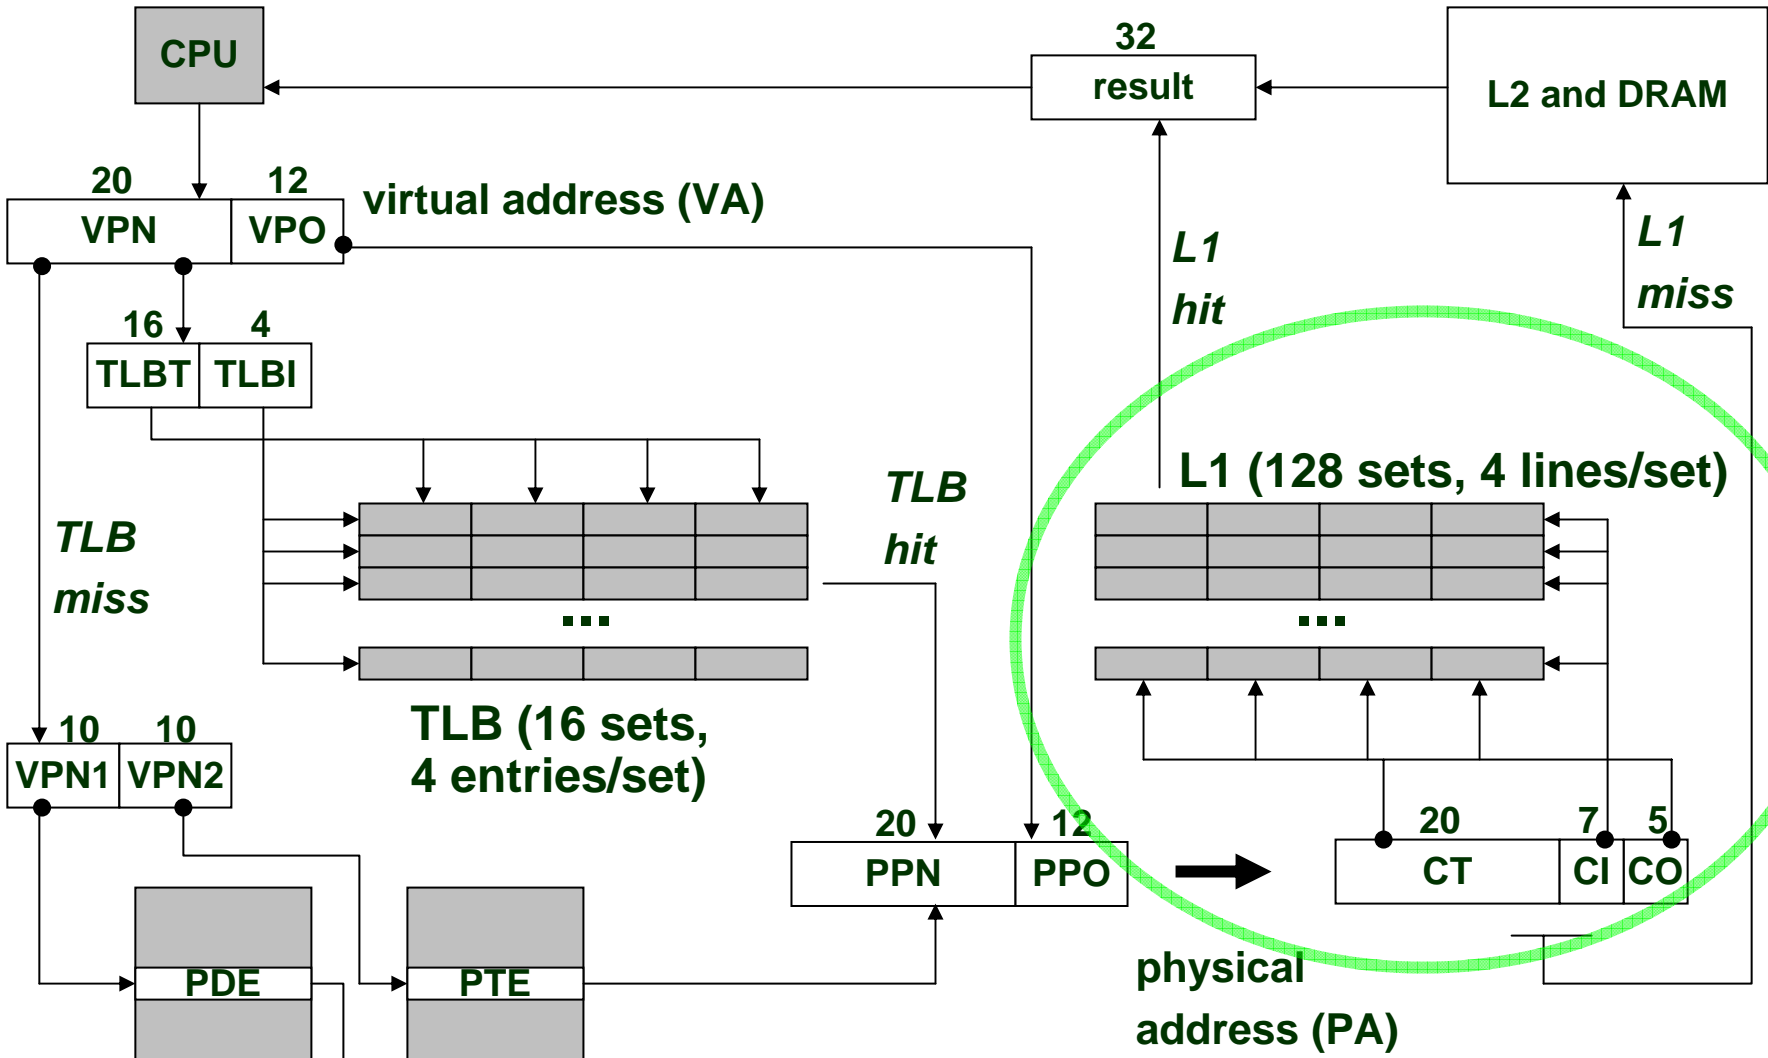 CPU
32
result
L2 and DRAM
20 12
VPN VPO
virtual address (VA)
L1
hit
L1
miss
16 4
TLBT TLBI
TLB
miss
TLB
hit
L1 (128 sets, 4 lines/set)
...
...
TLB (16 sets,
4 entries/set)
10 10
VPN1 VPN2
20 12
PPN PPO
20 7 5
CT CI CO
PDE
PTE
physical
address (PA)